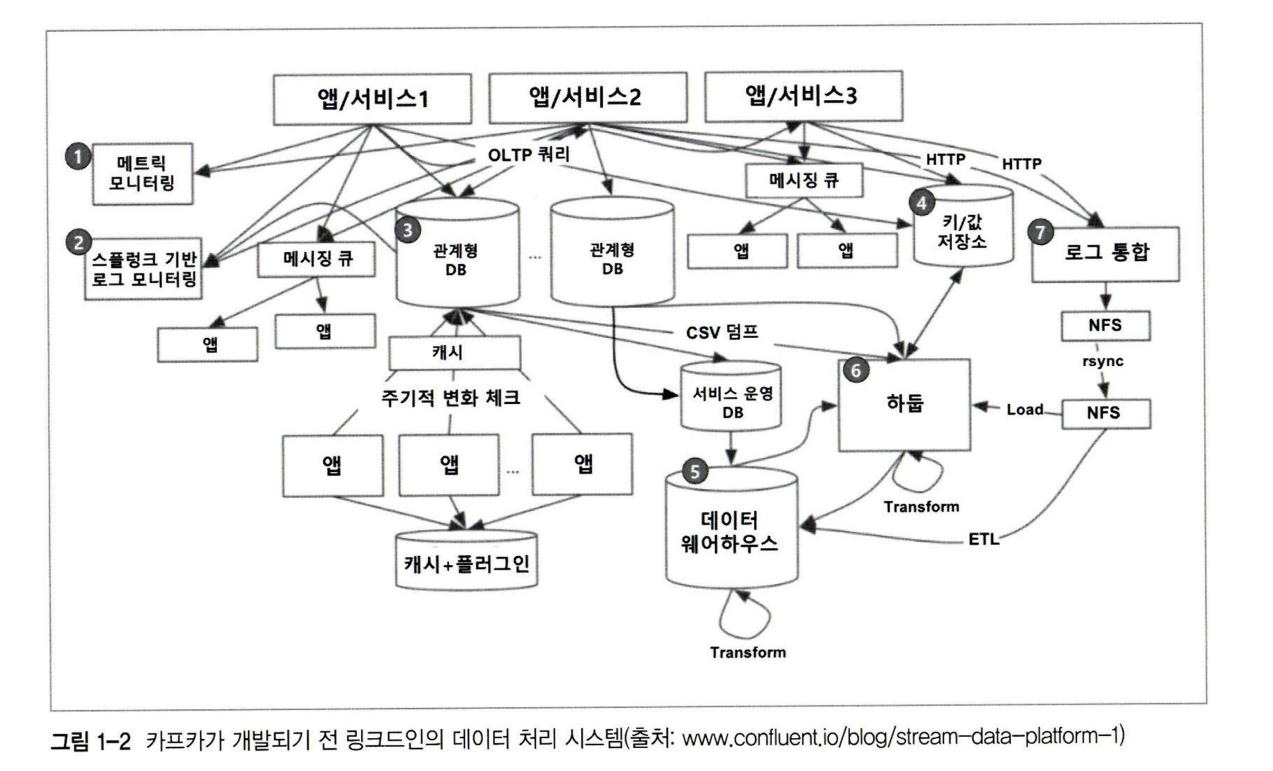 앱/서비스1
앱/서비스2
앱/서비스3
1
메트릭
모니터링
OLTP 쿼리
HTTP
HTTP
메시징 큐
2
스플렁크 기반
로그 모니터링
메시징 큐
3
관계형
DB
...
관계형
DB
앱
앱
4
키/값
저장소
7
로그 통합
앱
앱
NFS
캐시
CSV 덤프
rsync
주기적 변화 체크
서비스 운영
DB
6
하둡
Load
NFS
앱
앱
...
앱
5
데이터
웨어하우스
Transform
ETL
캐시+플러그인
Transform
그림 1-2 카프카가 개발되기 전 링크드인의 데이터 처리 시스템(출처: www.confluent.io/blog/stream-data-platform-1)